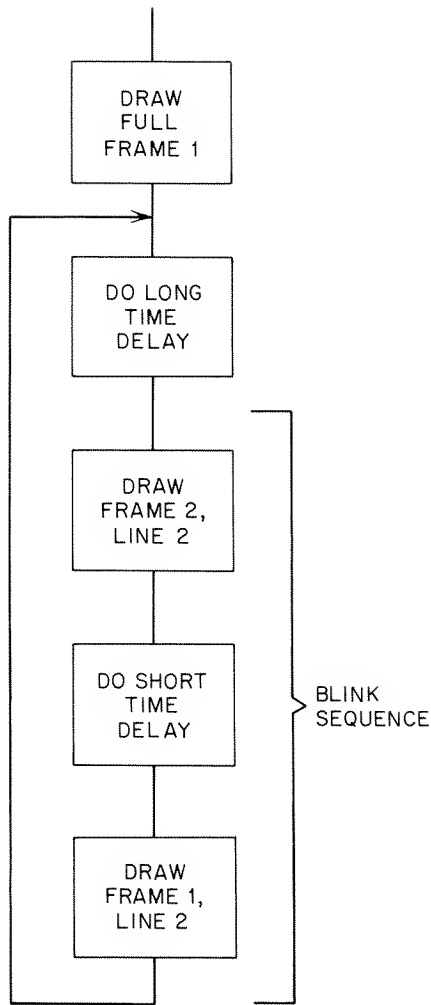 DRAW
FULL
FRAME 1
DO LONG
TIME
DELAY
DRAW
FRAME 2,
LINE 2
DO SHORT
TIME
DELAY
BLINK
SEQUENCE
DRAW
FRAME 1,
LINE 2